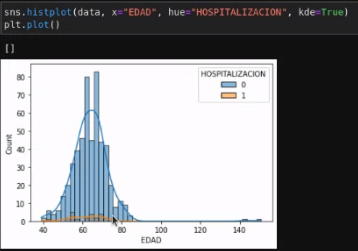 sns.histplot(data, x="EDAD", hue="HOSPITALIZACION", kde=True)
plt.plot()
[]
HOSPITALIZACION
0
1
80
70
60
50
40
30
20
10
0
Count
40 60 80 100 120 140
EDAD